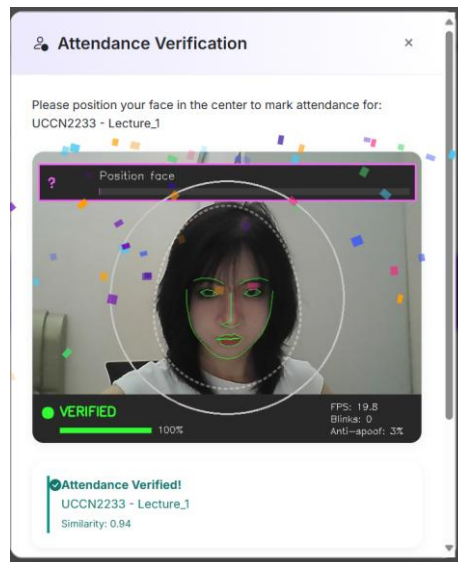 Attendance Verification
×
Please position your face in the center to mark attendance for:
UCCN2233 - Lecture_1
?
Position face
VERIFIED
100%
FPS: 19.8
Blinks: 0
Anti-spoof: 3%
Attendance Verified!
UCCN2233 - Lecture_1
Similarity: 0.94